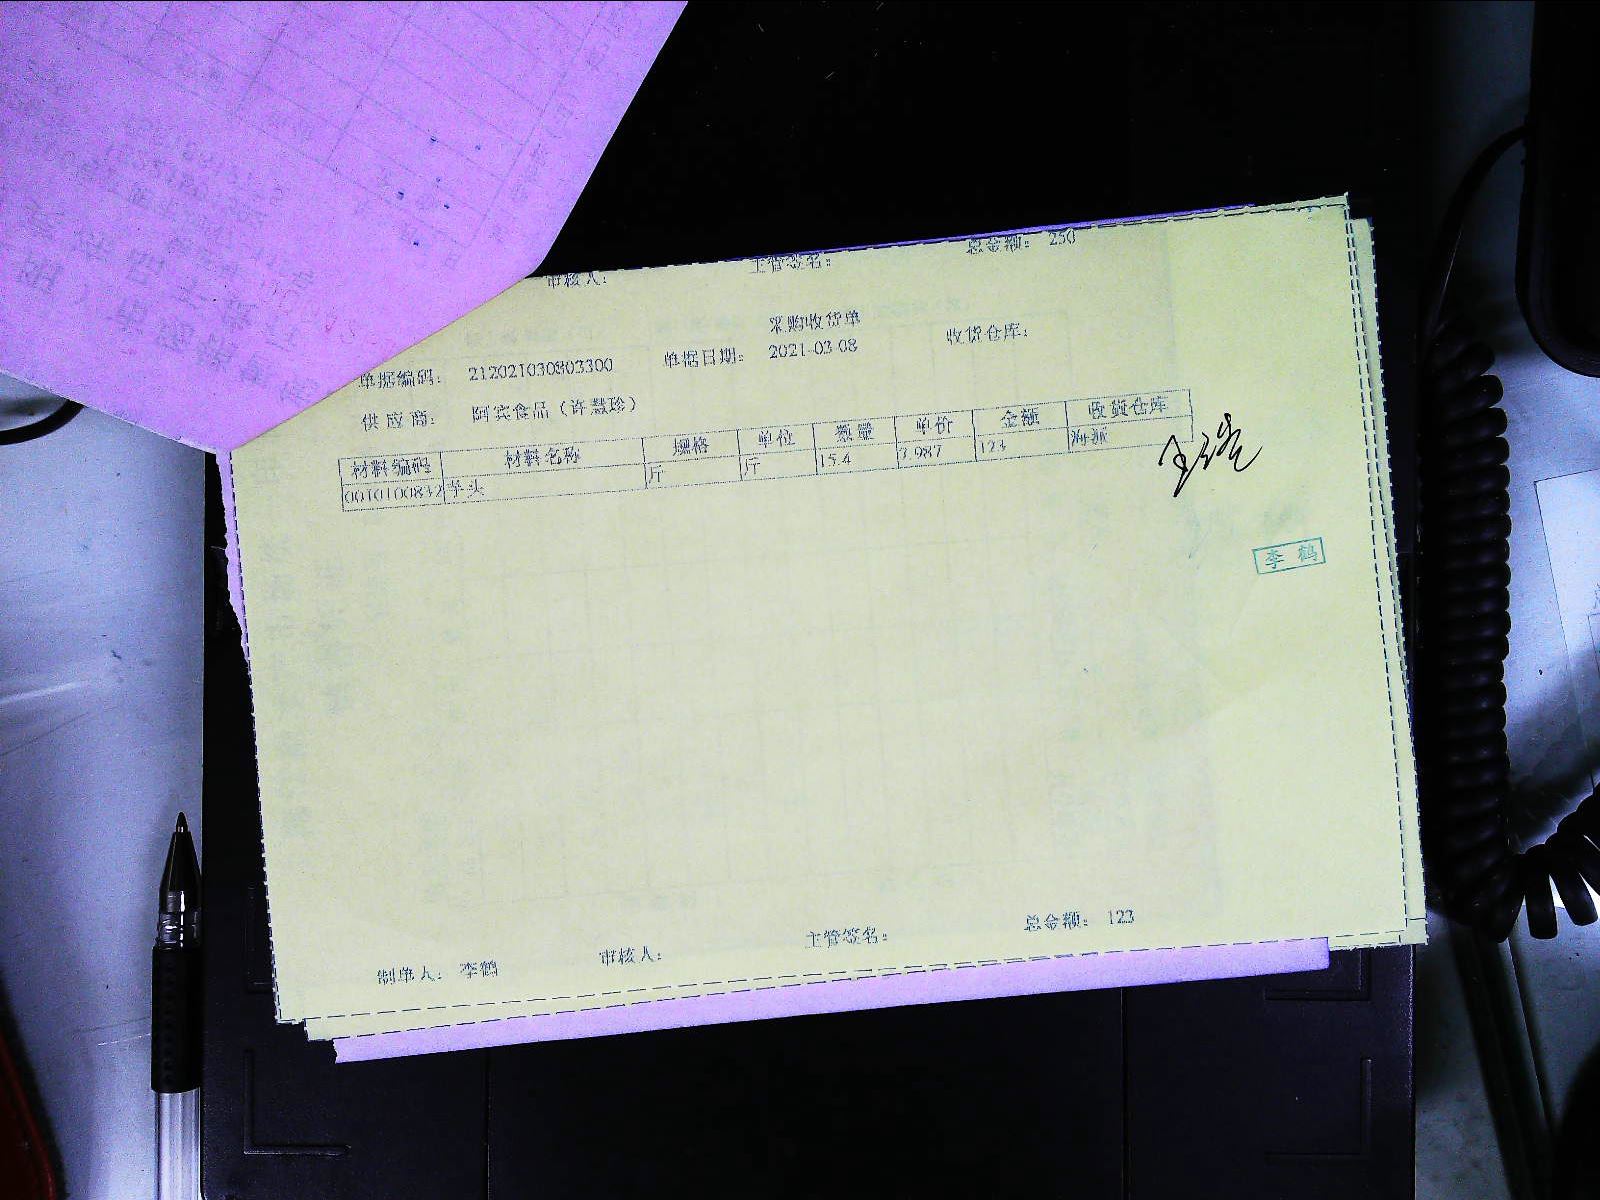 审核人： 主管签名： 总金额： 250
采购收货单
单据编码： 212021030803300 单据日期： 2021-03-08 收货仓库：
供 应 商： 阿宾食品（许慧珍）
材料编码 材料名称 规格 单位 数量 单价 金额 收货仓库
0010100832 芋头 斤 斤 15.4 7.987 123
李 鹤
制单人： 李鹤 审核人： 主管签名： 总金额： 123